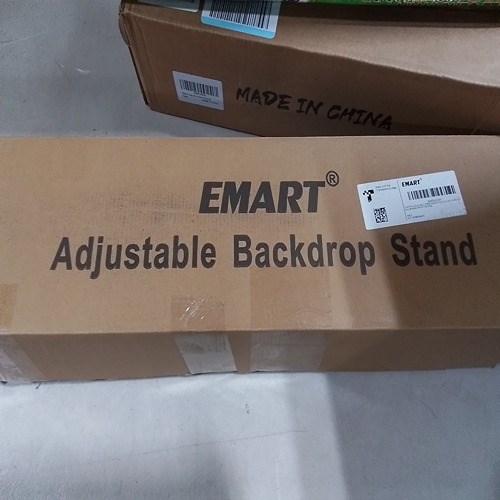 MADE IN CHINA
EMART®
EMART
Adjustable Backdrop Stand